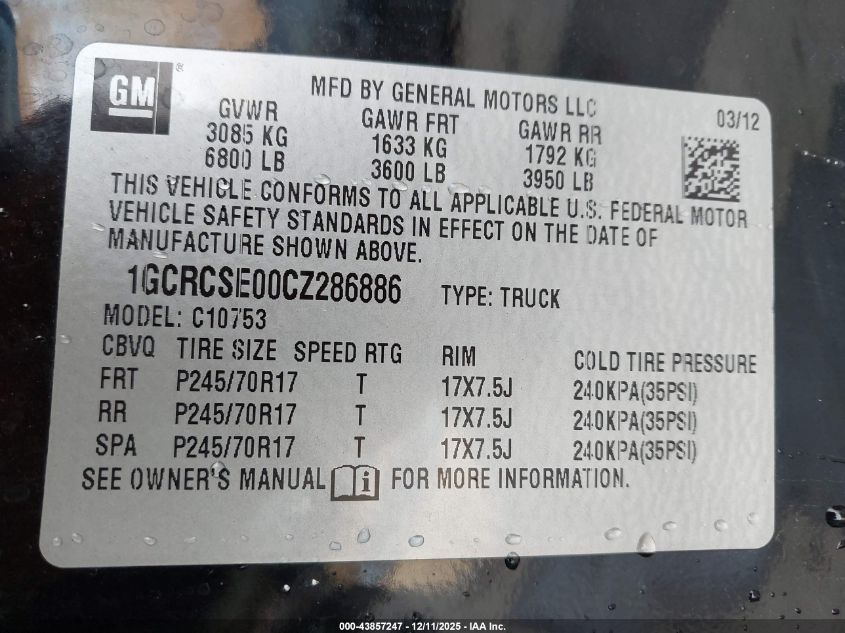 GM ®
MFD BY GENERAL MOTORS LLC
03/12
GVWR GAWR FRT GAWR RR
3085 KG 1633 KG 1792 KG
6800 LB 3600 LB 3950 LB
THIS VEHICLE CONFORMS TO ALL APPLICABLE U.S. FEDERAL MOTOR
VEHICLE SAFETY STANDARDS IN EFFECT ON THE DATE OF
MANUFACTURE SHOWN ABOVE.
1GCRCSE00CZ286886 TYPE: TRUCK
MODEL: C10753
CBVQ TIRE SIZE SPEED RTG RIM COLD TIRE PRESSURE
FRT P245/70R17 T 17X7.5J 240KPA(35PSI)
RR P245/70R17 T 17X7.5J 240KPA(35PSI)
SPA P245/70R17 T 17X7.5J 240KPA(35PSI)
SEE OWNER'S MANUAL i FOR MORE INFORMATION.
000-43857247 - 12/11/2025 - IAA Inc.